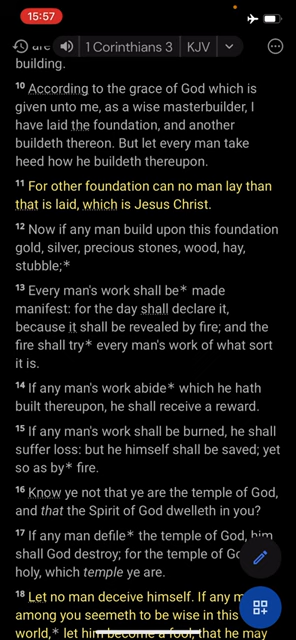 15:57
are
1 Corinthians 3
KJV
building.
10 According to the grace of God which is
given unto me, as a wise masterbuilder, I
have laid the foundation, and another
buildeth thereon. But let every man take
heed how he buildeth thereupon.
11 For other foundation can no man lay than
that is laid, which is Jesus Christ.
12 Now if any man build upon this foundation
gold, silver, precious stones, wood, hay,
stubble;*
13 Every man's work shall be* made
manifest: for the day shall declare it,
because it shall be revealed by fire; and the
fire shall try* every man's work of what sort
it is.
14 If any man's work abide* which he hath
built thereupon, he shall receive a reward.
15 If any man's work shall be burned, he shall
suffer loss: but he himself shall be saved; yet
so as by* fire.
16 Know ye not that ye are the temple of God,
and that the Spirit of God dwelleth in you?
17 If any man defile* the temple of God, him
shall God destroy; for the temple of
holy, which temple ye are.
18 Let no man deceive himself. If any
among you seemeth to be wise in this
world,* let him become a fool, that he may